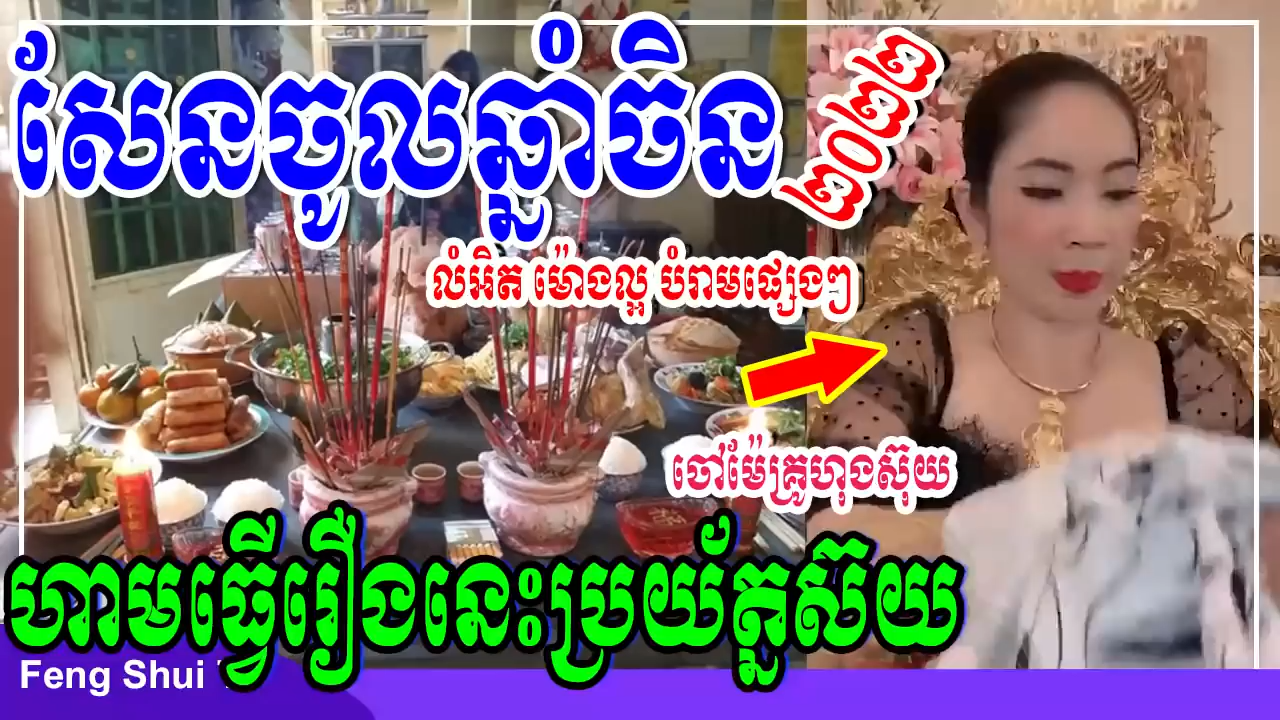 សែនចូលឆ្នាំចិន
២០២២
លំអិត ម៉ោងល្អ បំរាមផ្សេងៗ
ចៅម៉ែគ្រូហុងស៊ុយ
ហាមធ្វើរឿងនេះប្រយ័ត្នស៊យ
Feng Shui